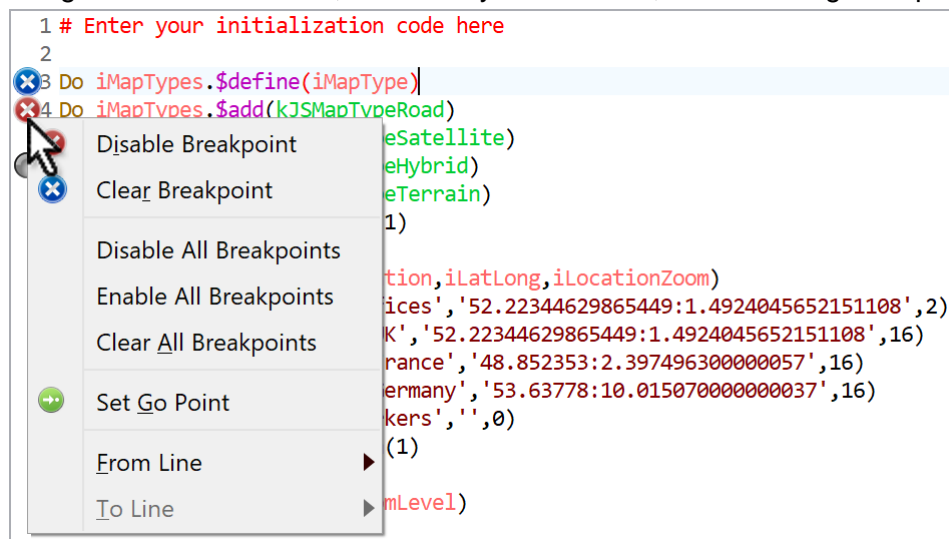 1 # Enter your initialization code here
2
3 Do iMapTypes.$define(iMapType)
4 Do iMapTypes.$add(kJSMapTypeRoad)
eSatellite)
Disable Breakpoint
eHybrid)
Clear Breakpoint
eTerrain)
1)
Disable All Breakpoints
tion,iLatLong,iLocationZoom)
Enable All Breakpoints
ices','52.22344629865449:1.4924045652151108',2)
K','52.22344629865449:1.4924045652151108',16)
Clear All Breakpoints
rance','48.852353:2.397496300000057',16)
ermany','53.63778:10.015070000000037',16)
Set Go Point
kers','',0)
(1)
From Line
mLevel)
To Line